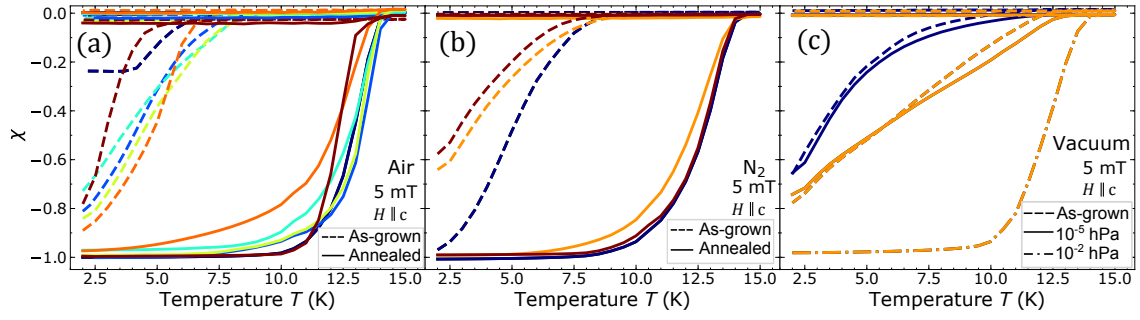 0.0
−0.2
−0.4
−0.6
−0.8
−1.0
χ
(a)
Air
5 mT
H ∥ c
As-grown
Annealed
2.5 5.0 7.5 10.0 12.5 15.0
Temperature T (K)
(b)
N2
5 mT
H ∥ c
As-grown
Annealed
2.5 5.0 7.5 10.0 12.5 15.0
Temperature T (K)
(c)
Vacuum
5 mT
H ∥ c
As-grown
10⁻⁵ hPa
10⁻² hPa
2.5 5.0 7.5 10.0 12.5 15.0
Temperature T (K)